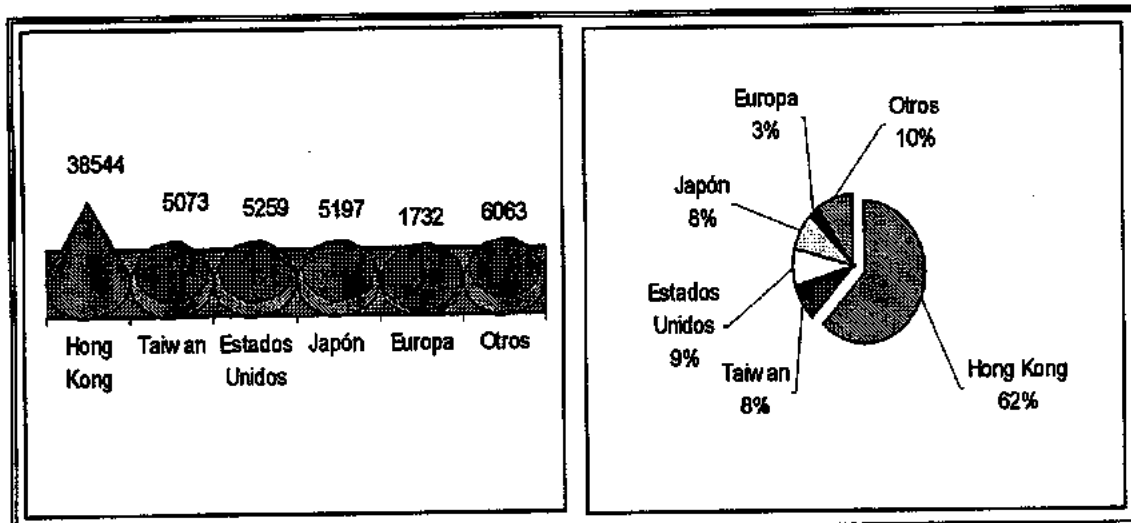 38544
5073
5259
5197
1732
6063
Hong
Kong
Taiwan
Estados
Unidos
Japón
Europa
Otros
Europa
3%
Otros
10%
Japón
8%
Estados
Unidos
9%
Taiwan
8%
Hong Kong
62%